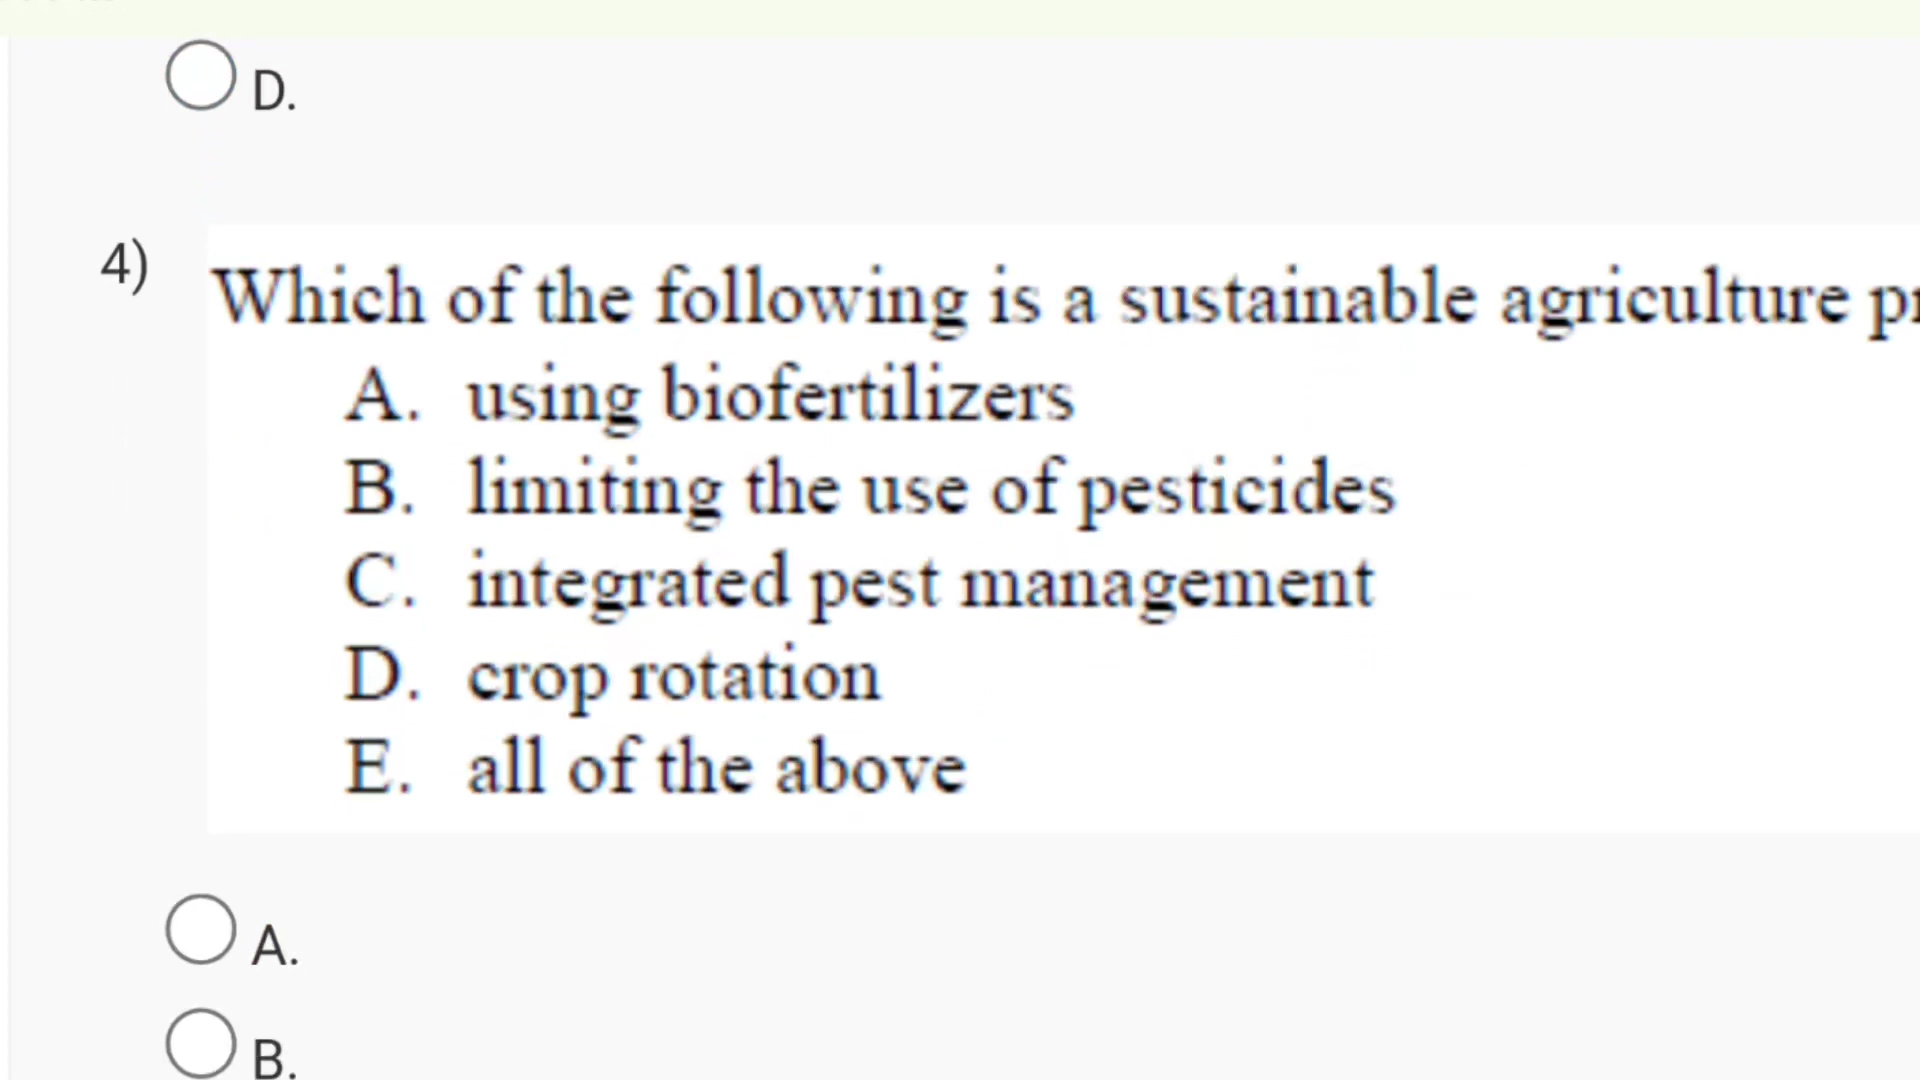 D.
4)
Which of the following is a sustainable agriculture
A. using biofertilizers
B. limiting the use of pesticides
C. integrated pest management
D. crop rotation
E. all of the above
A.
B.